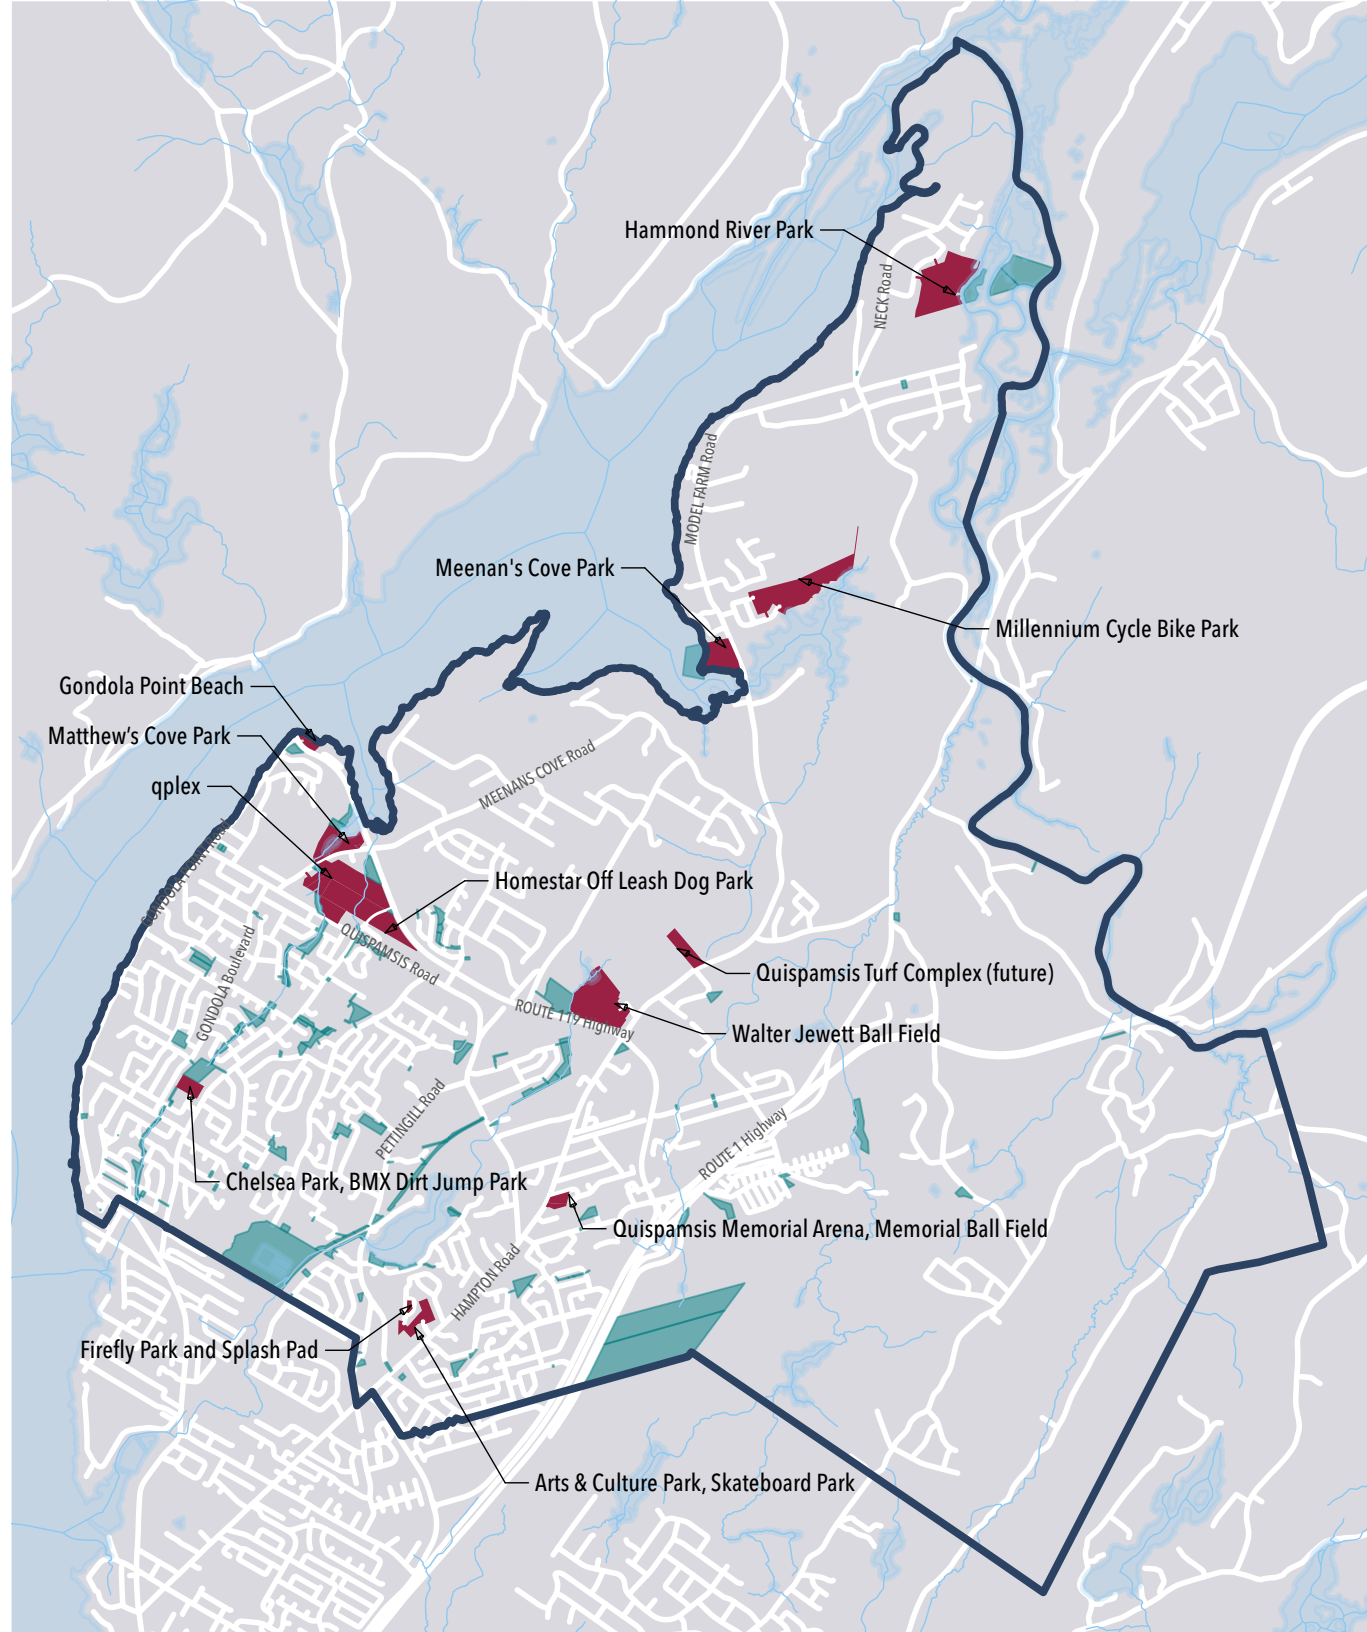 Hammond River Park
NECK Road
MODEL FARM Road
Meenan's Cove Park
Millennium Cycle Bike Park
Gondola Point Beach
Matthew’s Cove Park
MEENANS COVE Road
qplex
GONDOLA POINT Road
Homestar Off Leash Dog Park
QUISPAMSIS Road
GONDOLA Boulevard
Quispamsis Turf Complex (future)
ROUTE 119 Highway
Walter Jewett Ball Field
PETTINGILL Road
ROUTE 1 Highway
Chelsea Park, BMX Dirt Jump Park
Quispamsis Memorial Arena, Memorial Ball Field
HAMPTON Road
Firefly Park and Splash Pad
Arts & Culture Park, Skateboard Park